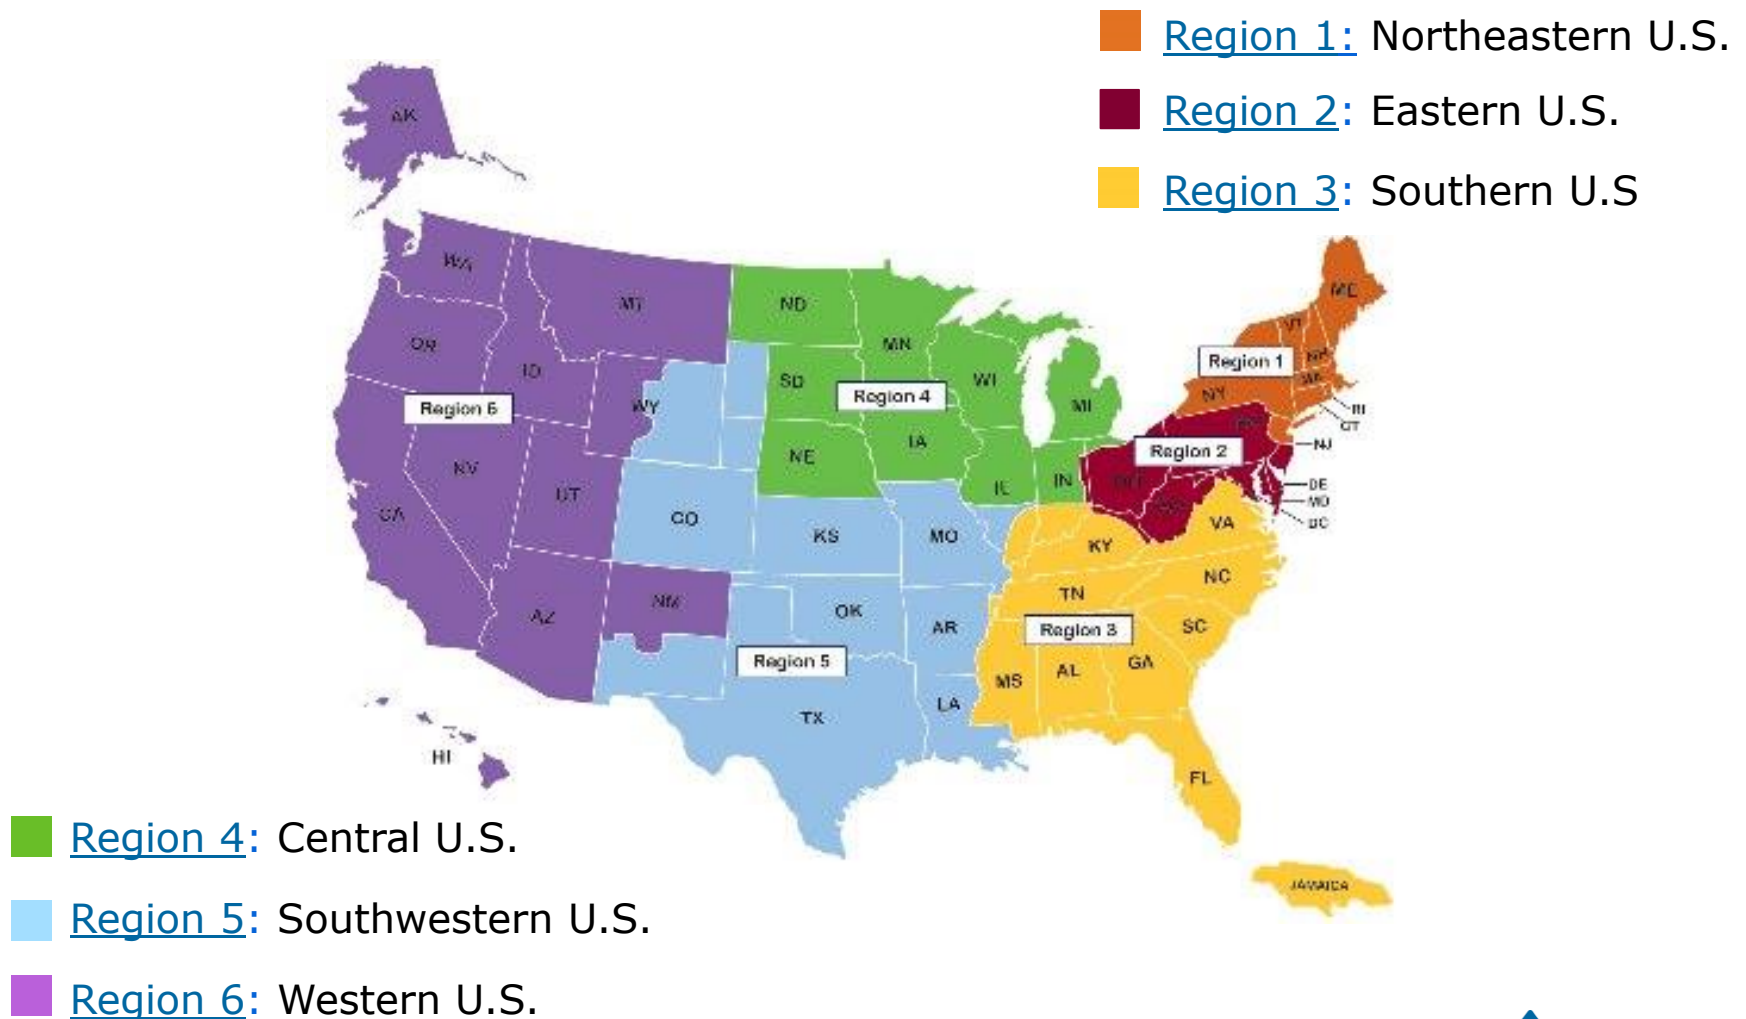 Region 1: Northeastern U.S.
Region 2: Eastern U.S.
Region 3: Southern U.S
AK
WA
MT
ND
MN
ME
VT
NH
OR
ID
SD
WI
MI
Region 1
MA
NY
WY
Region 6
Region 4
RI
CT
NJ
IA
NE
Region 2
NV
UT
IL
IN
DE
MD
DC
CA
CO
KS
MO
VA
KY
NC
TN
AZ
NM
OK
AR
Region 3
SC
Region 5
GA
AL
MS
LA
TX
HI
FL
JAMAICA
Region 4: Central U.S.
Region 5: Southwestern U.S.
Region 6: Western U.S.